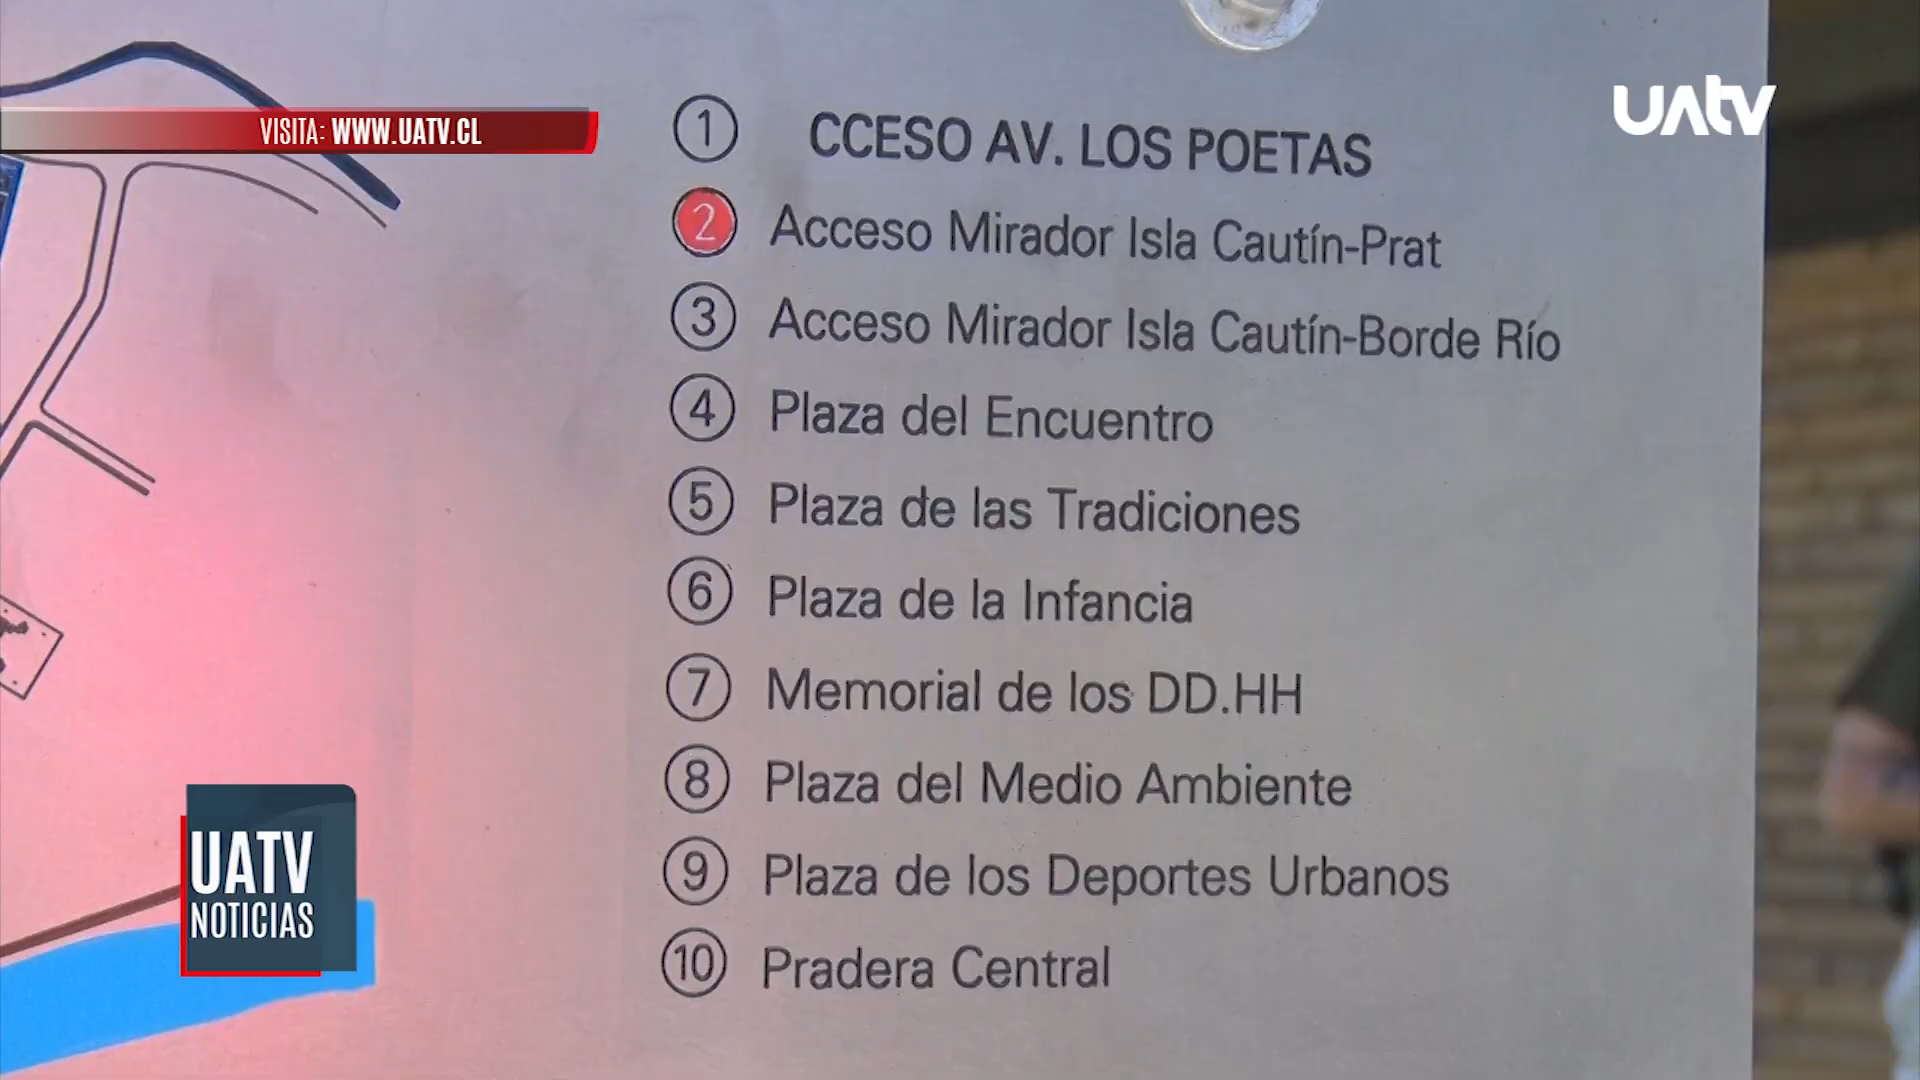 VISITA: WWW.UATV.CL
UATV
1 CCESO AV. LOS POETAS
2 Acceso Mirador Isla Cautín-Prat
3 Acceso Mirador Isla Cautín-Borde Río
4 Plaza del Encuentro
5 Plaza de las Tradiciones
6 Plaza de la Infancia
7 Memorial de los DD.HH
8 Plaza del Medio Ambiente
9 Plaza de los Deportes Urbanos
10 Pradera Central
UATV
NOTICIAS